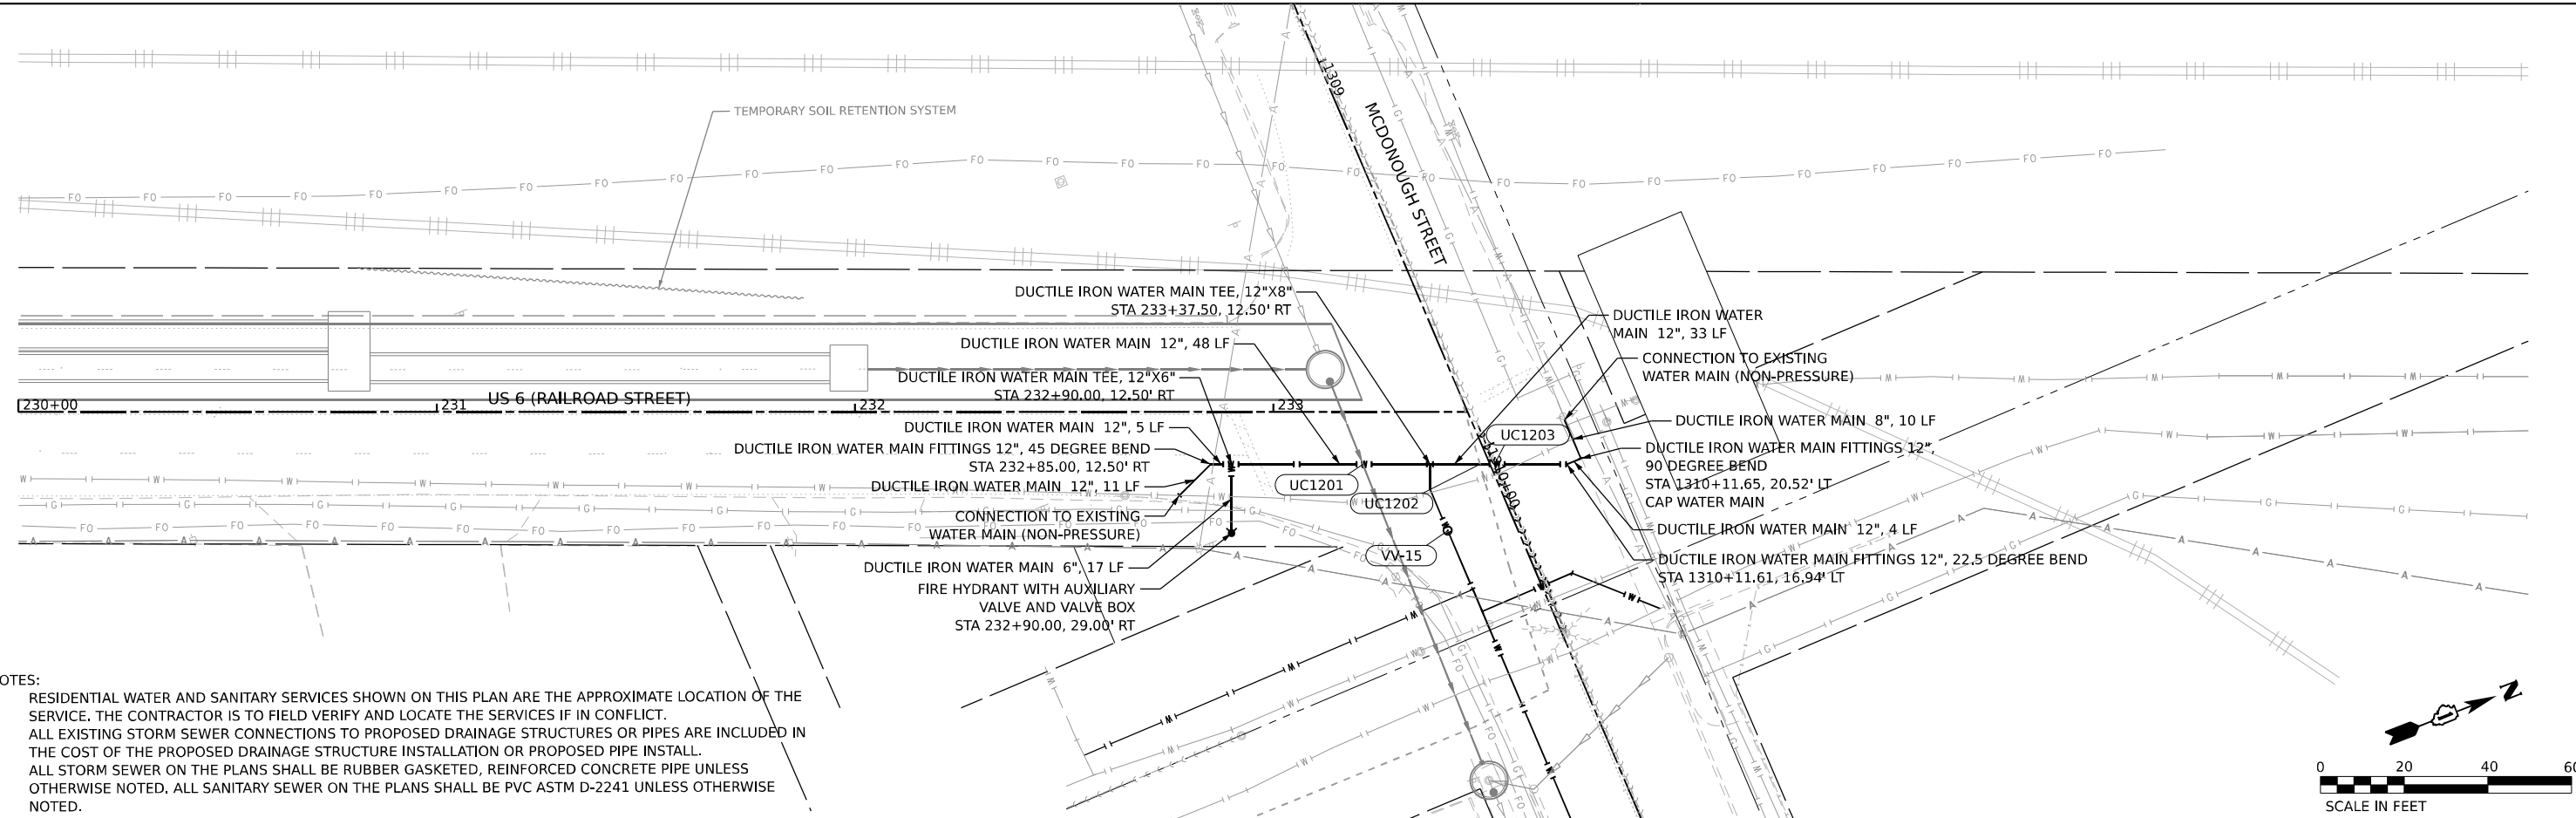 TEMPORARY SOIL RETENTION SYSTEM
1309
MCDONOUGH STREET
DUCTILE IRON WATER MAIN TEE, 12"X8"
STA 233+37.50, 12.50' RT
DUCTILE IRON WATER MAIN  12", 48 LF
DUCTILE IRON WATER MAIN TEE, 12"X6"
STA 232+90.00, 12.50' RT
230+00
231
US 6 (RAILROAD STREET)
232
233
DUCTILE IRON WATER MAIN  12", 5 LF
DUCTILE IRON WATER MAIN FITTINGS 12", 45 DEGREE BEND
STA 232+85.00, 12.50' RT
DUCTILE IRON WATER MAIN  12", 11 LF
CONNECTION TO EXISTING
WATER MAIN (NON-PRESSURE)
DUCTILE IRON WATER MAIN  6", 17 LF
FIRE HYDRANT WITH AUXILIARY
VALVE AND VALVE BOX
STA 232+90.00, 29.00' RT
UC1201
UC1202
UC1203
VV-15
1310+00
DUCTILE IRON WATER
MAIN  12", 33 LF
CONNECTION TO EXISTING
WATER MAIN (NON-PRESSURE)
DUCTILE IRON WATER MAIN  8", 10 LF
DUCTILE IRON WATER MAIN FITTINGS 12",
90 DEGREE BEND
STA 1310+11.65, 20.52' LT
CAP WATER MAIN
DUCTILE IRON WATER MAIN  12", 4 LF
DUCTILE IRON WATER MAIN FITTINGS 12", 22.5 DEGREE BEND
STA 1310+11.61, 16.94' LT
OTES:
RESIDENTIAL WATER AND SANITARY SERVICES SHOWN ON THIS PLAN ARE THE APPROXIMATE LOCATION OF THE
SERVICE. THE CONTRACTOR IS TO FIELD VERIFY AND LOCATE THE SERVICES IF IN CONFLICT.
ALL EXISTING STORM SEWER CONNECTIONS TO PROPOSED DRAINAGE STRUCTURES OR PIPES ARE INCLUDED IN
THE COST OF THE PROPOSED DRAINAGE STRUCTURE INSTALLATION OR PROPOSED PIPE INSTALL.
ALL STORM SEWER ON THE PLANS SHALL BE RUBBER GASKETED, REINFORCED CONCRETE PIPE UNLESS
OTHERWISE NOTED. ALL SANITARY SEWER ON THE PLANS SHALL BE PVC ASTM D-2241 UNLESS OTHERWISE
NOTED.
N
0 20 40 60
SCALE IN FEET